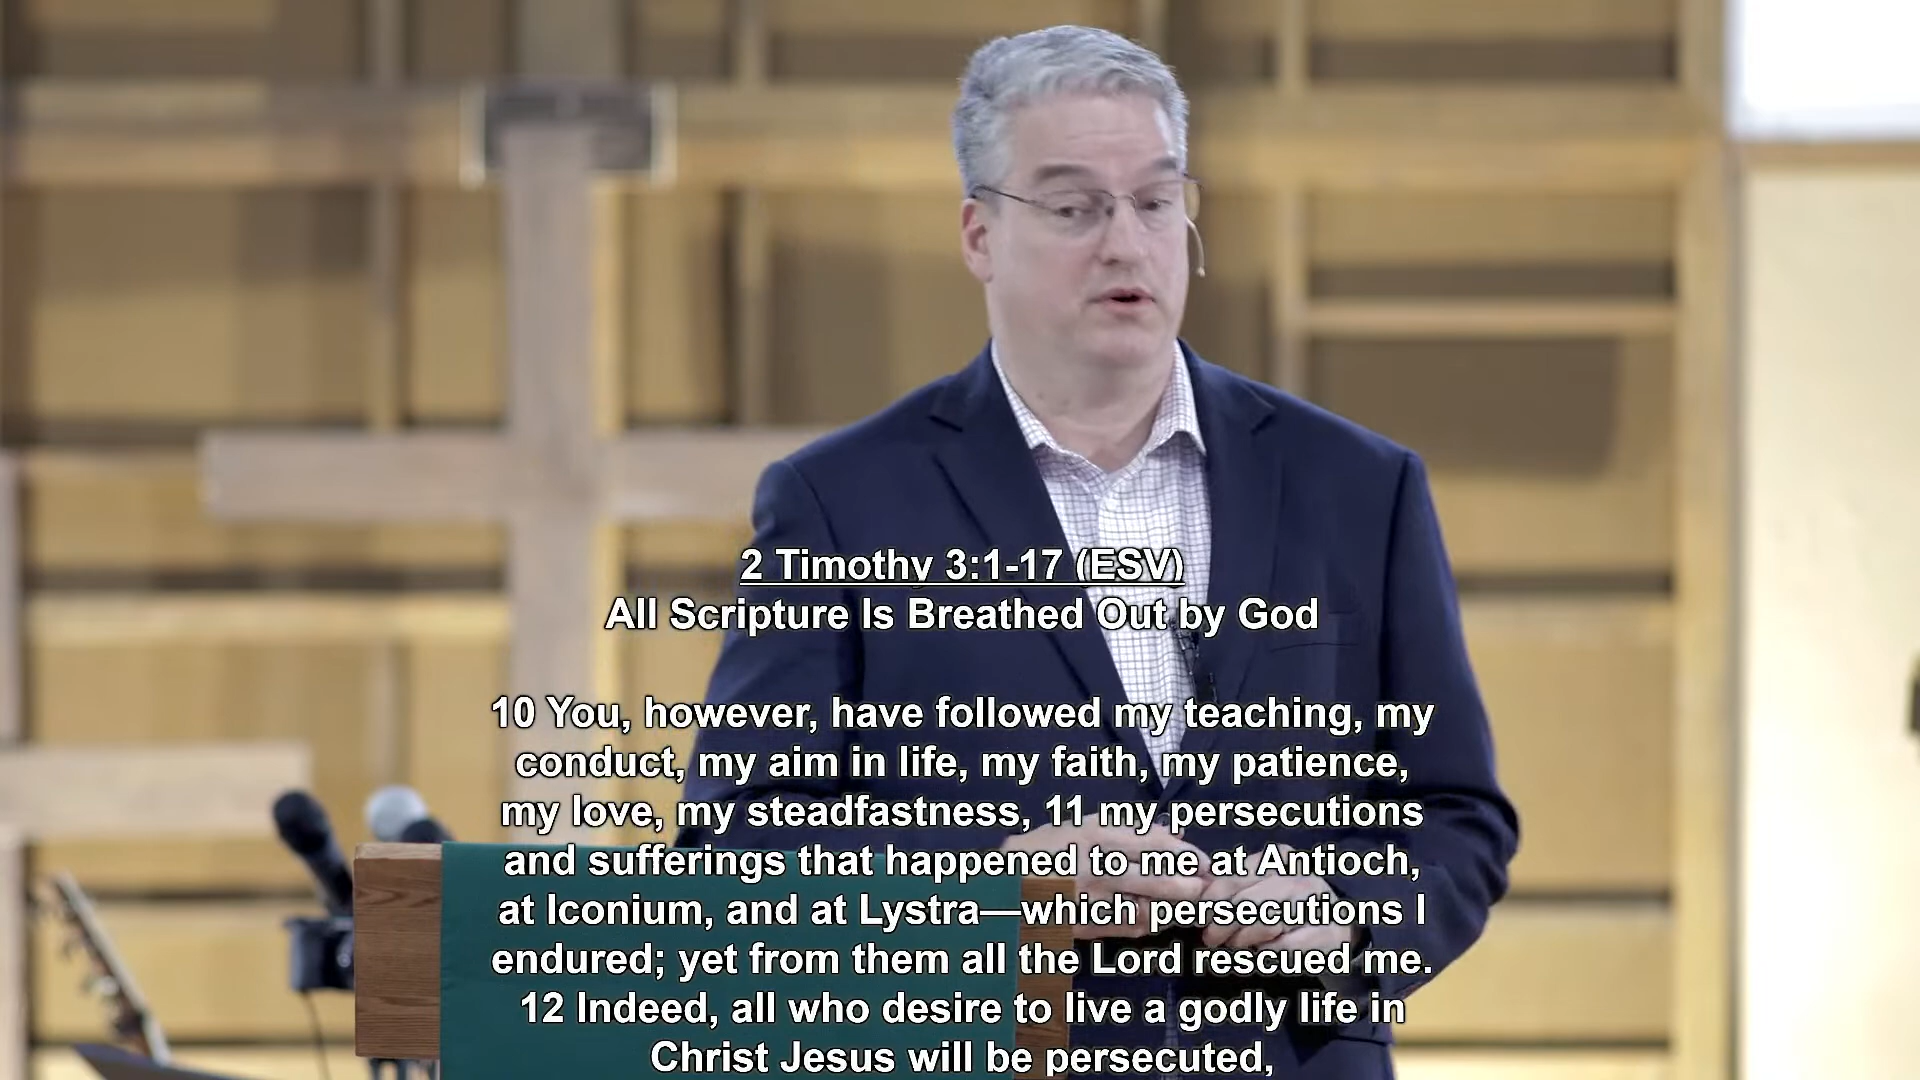 2 Timothy 3:1-17 (ESV)
All Scripture Is Breathed Out by God
10 You, however, have followed my teaching, my
conduct, my aim in life, my faith, my patience,
my love, my steadfastness, 11 my persecutions
and sufferings that happened to me at Antioch,
at Iconium, and at Lystra—which persecutions I
endured; yet from them all the Lord rescued me.
12 Indeed, all who desire to live a godly life in
Christ Jesus will be persecuted,